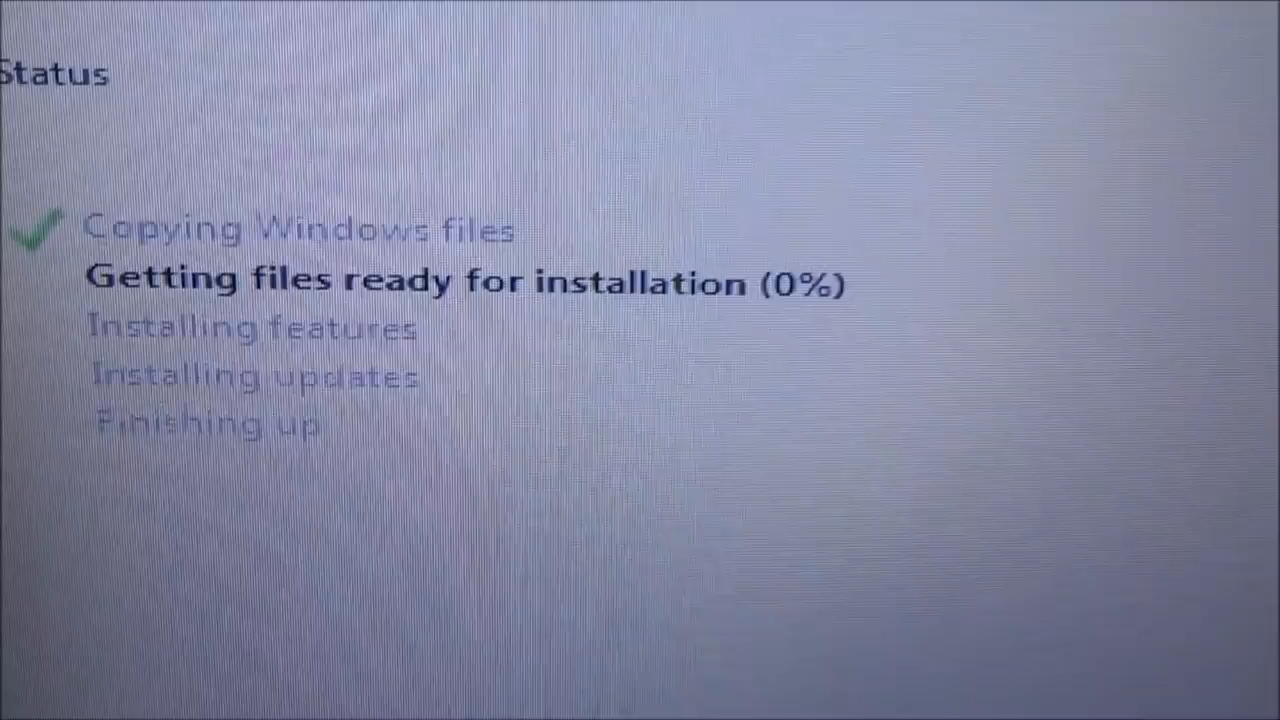 Status
Copying Windows files
Getting files ready for installation (0%)
Installing features
Installing updates
Finishing up